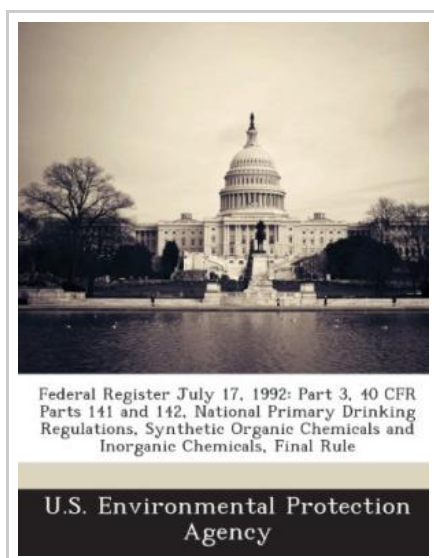 Federal Register July 17, 1992: Part 3, 40 CFR
Parts 141 and 142, National Primary Drinking
Regulations, Synthetic Organic Chemicals and
Inorganic Chemicals, Final Rule
U.S. Environmental Protection
Agency